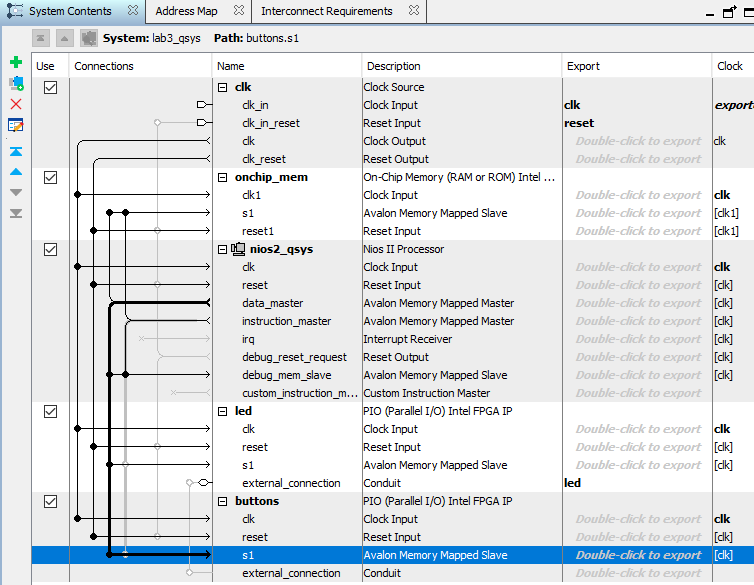 System Contents Address Map Interconnect Requirements
System: lab3_qsys Path: buttons.s1
Use Connections Name Description Export Clock
clk Clock Source
clk_in Clock Input clk export
clk_in_reset Reset Input reset
clk Clock Output Double-click to export clk
clk_reset Reset Output Double-click to export
onchip_mem On-Chip Memory (RAM or ROM) Intel ...
clk1 Clock Input Double-click to export clk
s1 Avalon Memory Mapped Slave Double-click to export [clk1]
reset1 Reset Input Double-click to export [clk1]
nios2_qsys Nios II Processor
clk Clock Input Double-click to export clk
reset Reset Input Double-click to export [clk]
data_master Avalon Memory Mapped Master Double-click to export [clk]
instruction_master Avalon Memory Mapped Master Double-click to export [clk]
irq Interrupt Receiver Double-click to export [clk]
debug_reset_request Reset Output Double-click to export [clk]
debug_mem_slave Avalon Memory Mapped Slave Double-click to export [clk]
custom_instruction_m... Custom Instruction Master Double-click to export
led PIO (Parallel I/O) Intel FPGA IP
clk Clock Input Double-click to export clk
reset Reset Input Double-click to export [clk]
s1 Avalon Memory Mapped Slave Double-click to export [clk]
external_connection Conduit led
buttons PIO (Parallel I/O) Intel FPGA IP
clk Clock Input Double-click to export clk
reset Reset Input Double-click to export [clk]
s1 Avalon Memory Mapped Slave Double-click to export [clk]
external_connection Conduit Double-click to export